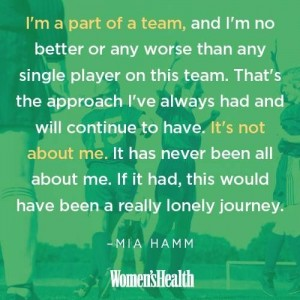 I'm a part of a team, and I'm no
better or any worse than any
single player on this team. That's
the approach I've always had and
will continue to have. It's not
about me. It has never been all
about me. If it had, this would
have been a really lonely journey.
–MIA HAMM
Women'sHealth